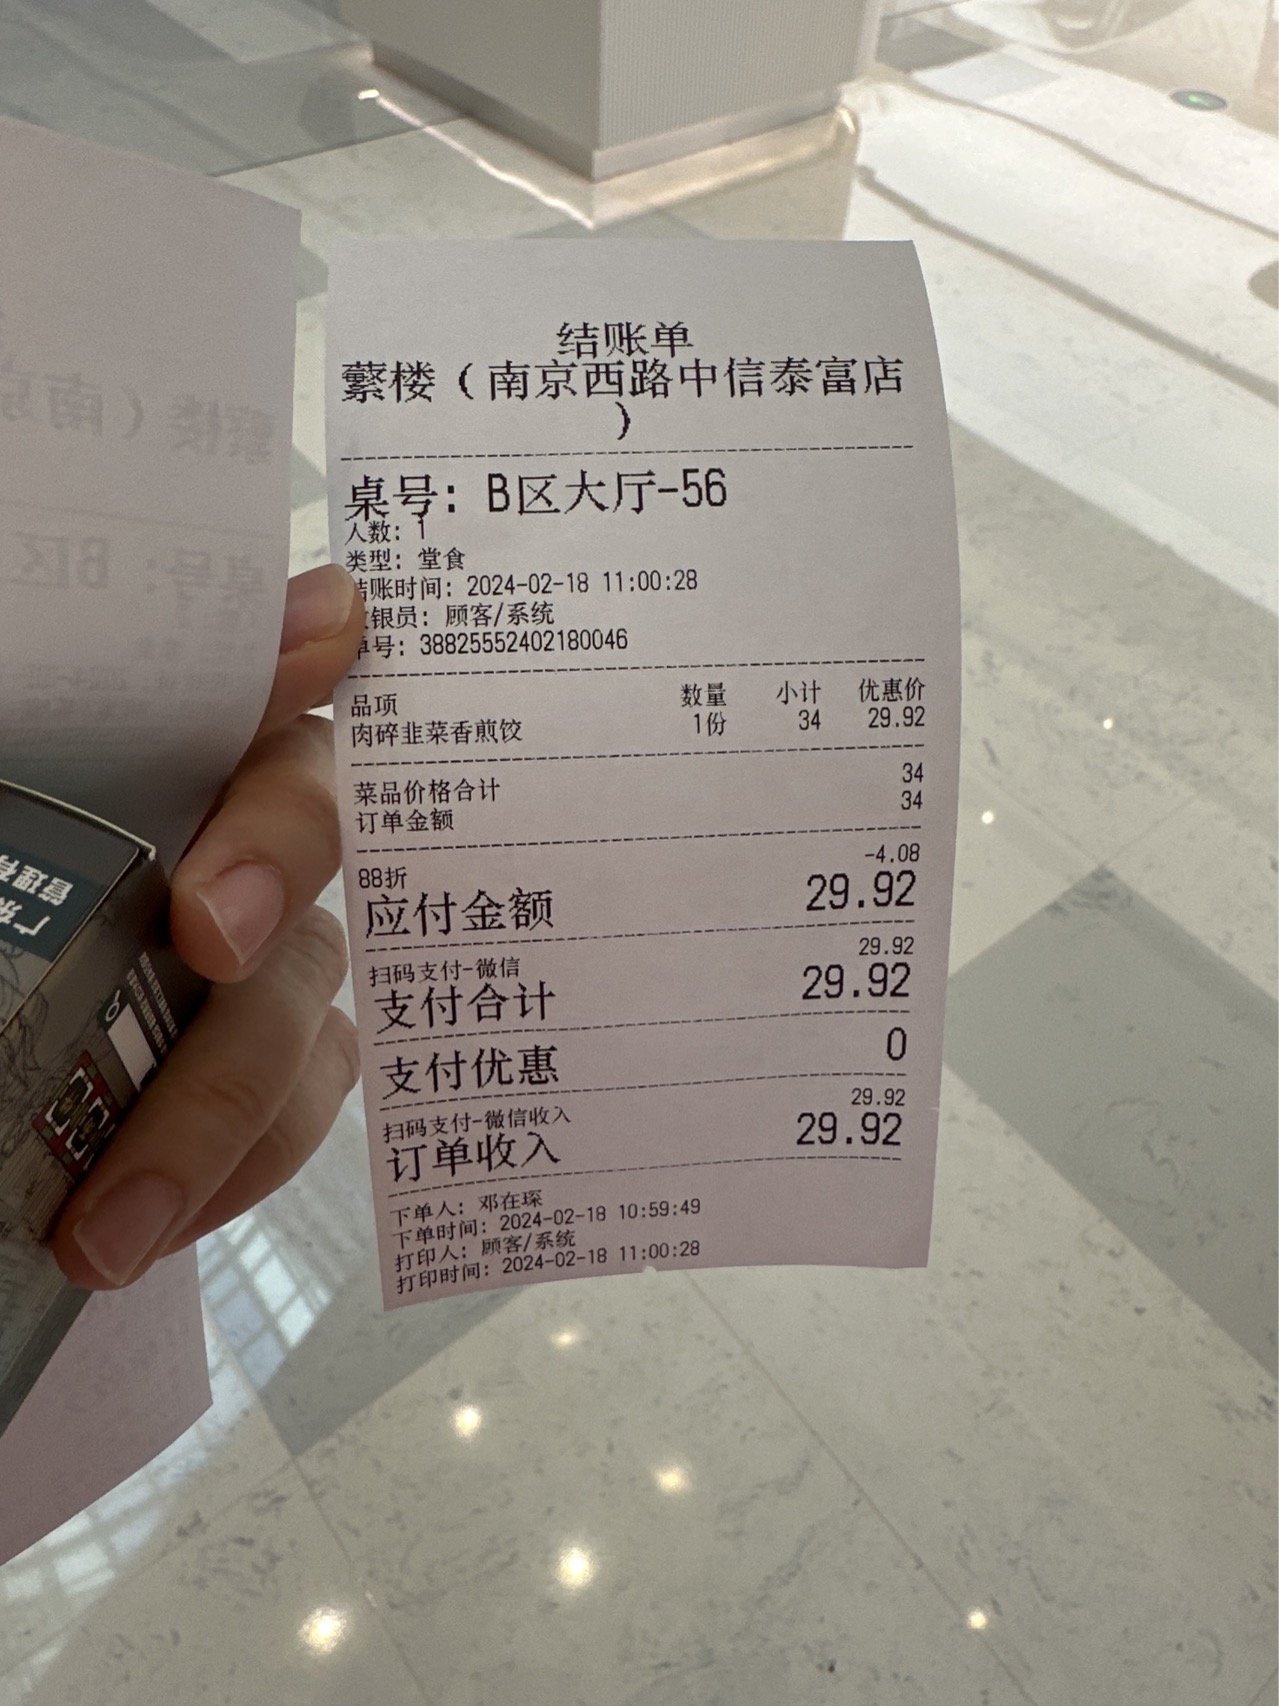 结账单
蘩楼（南京西路中信泰富店
）
桌号：B区大厅-56
人数：1
类型：堂食
结账时间：2024-02-18 11:00:28
收银员：顾客/系统
单号：38825552402180046
品项 数量 小计 优惠价
肉碎韭菜香煎饺 1份 34 29.92
菜品价格合计 34
订单金额 34
88折 -4.08
应付金额 29.92
扫码支付-微信 29.92
支付合计 29.92
支付优惠 0
扫码支付-微信收入 29.92
订单收入 29.92
下单人：邓在琛
下单时间：2024-02-18 10:59:49
打印人：顾客/系统
打印时间：2024-02-18 11:00:28